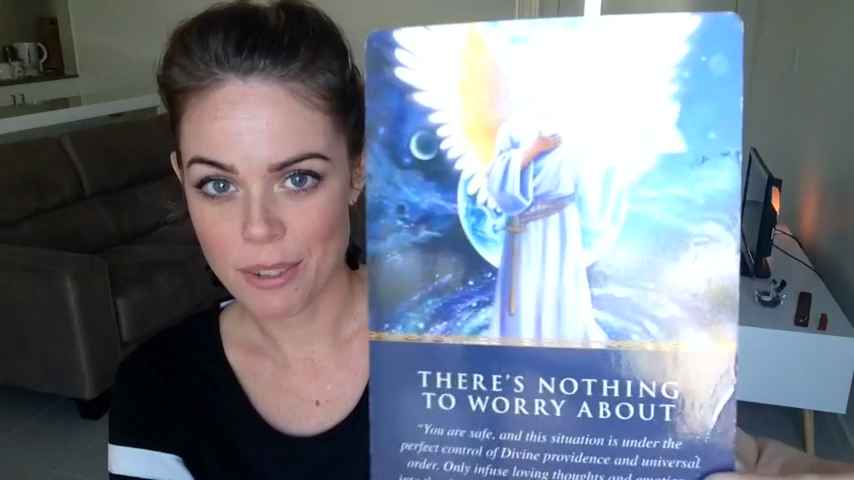 THERE'S NOTHING
TO WORRY ABOUT
"You are safe, and this situation is under the
perfect control of Divine providence and universal
order. Only infuse loving thoughts and emotion